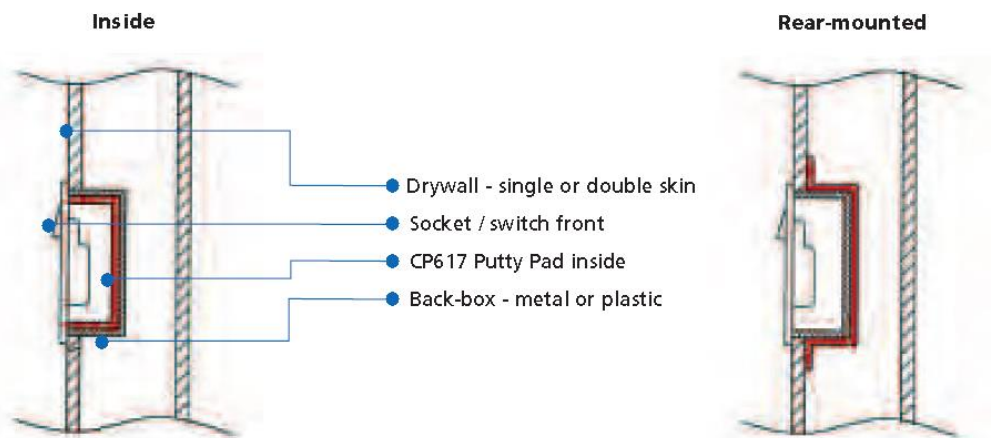 Inside
Rear-mounted
Drywall - single or double skin
Socket / switch front
CP617 Putty Pad inside
Back-box - metal or plastic